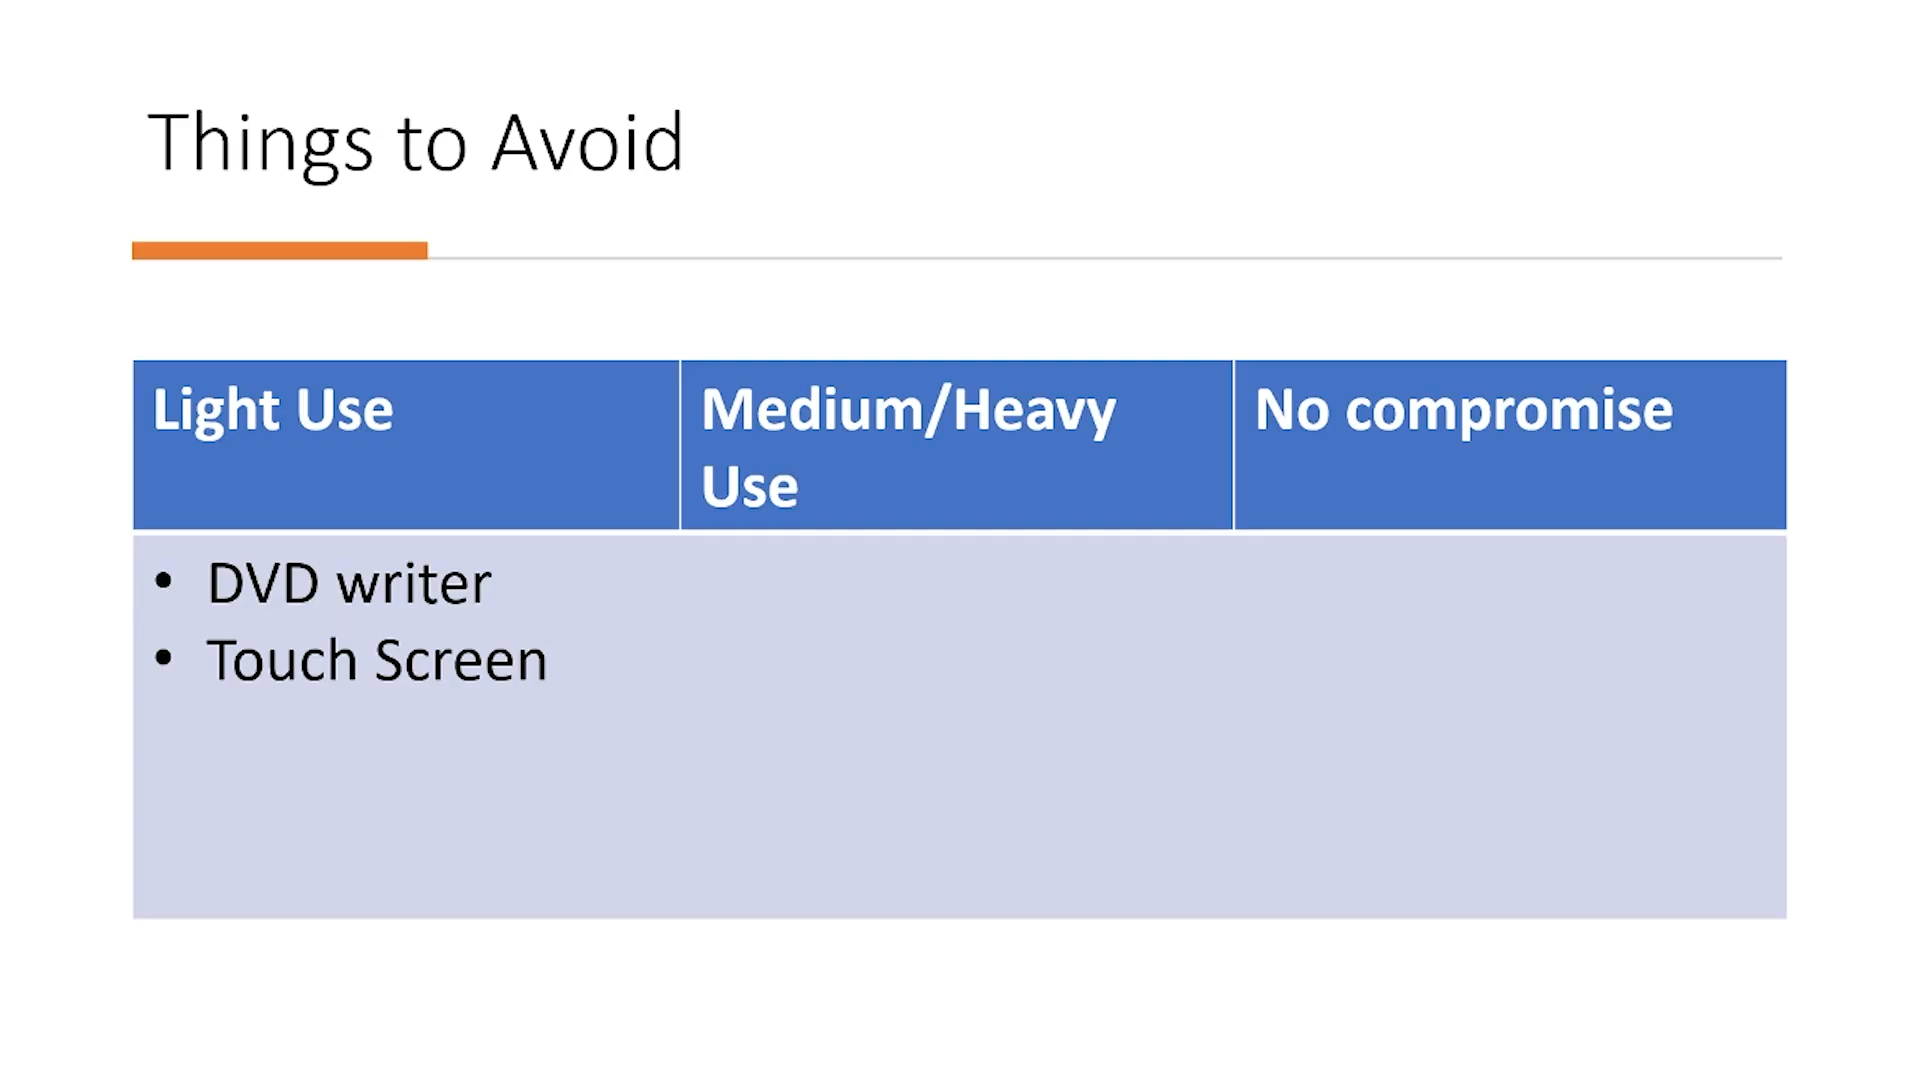 Things to Avoid
Light Use
Medium/Heavy
Use
No compromise
• DVD writer
• Touch Screen